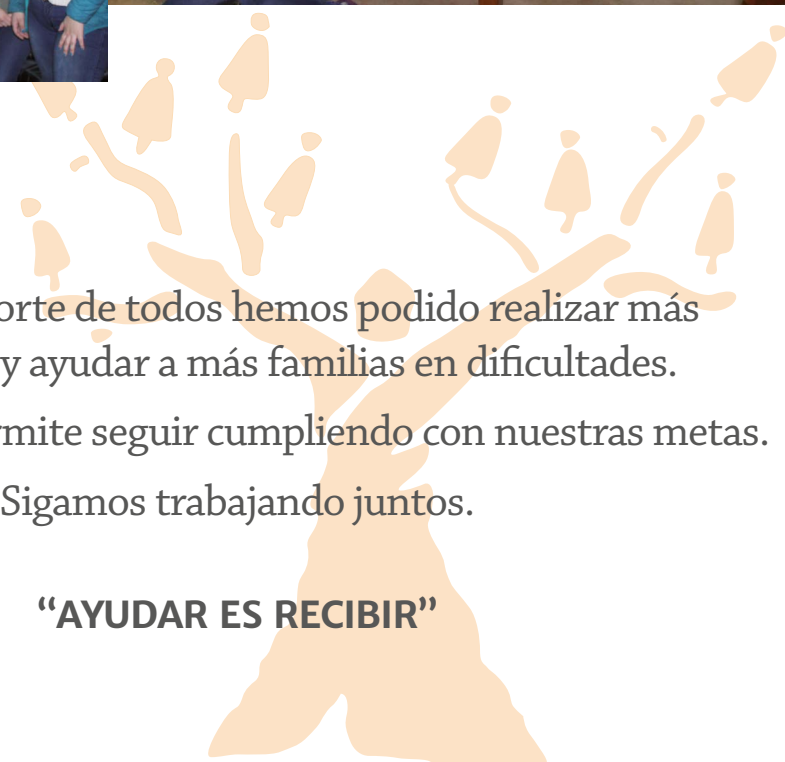 orte de todos hemos podido realizar más
y ayudar a más familias en dificultades.
rmite seguir cumpliendo con nuestras metas.
Sigamos trabajando juntos.
“AYUDAR ES RECIBIR”